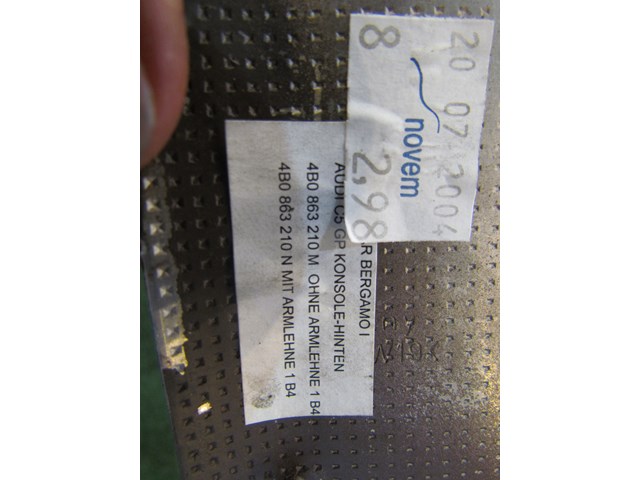 20 07 2004
novem
8 2,98
R BERGAMO I
AUDI C5 GP KONSOLE-HINTEN
4B0 863 210 M OHNE ARMLEHNE 1 B4
4B0 863 210 N MIT ARMLEHNE 1 B4